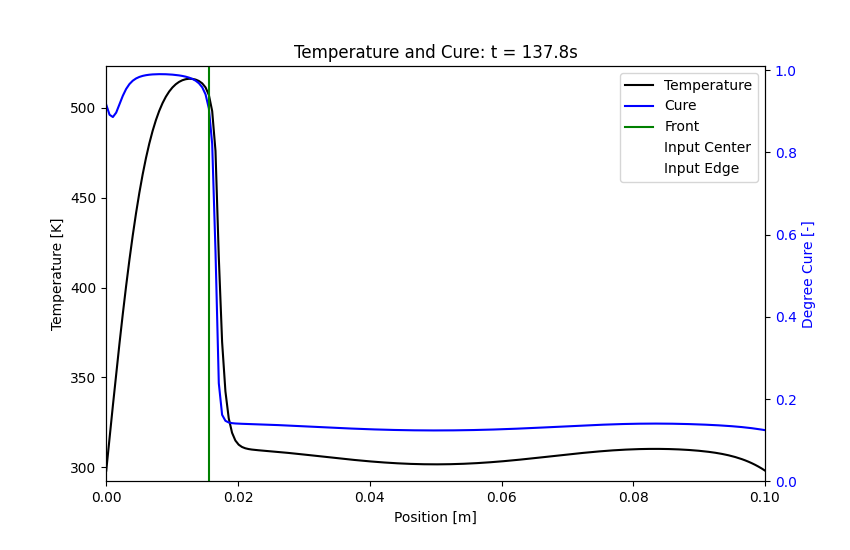 Temperature and Cure: t = 137.8s
Temperature
Cure
Front
Input Center
Input Edge
500
450
400
350
300
Temperature [K]
1.0
0.8
0.6
0.4
0.2
0.0
Degree Cure [-]
0.00 0.02 0.04 0.06 0.08 0.10
Position [m]